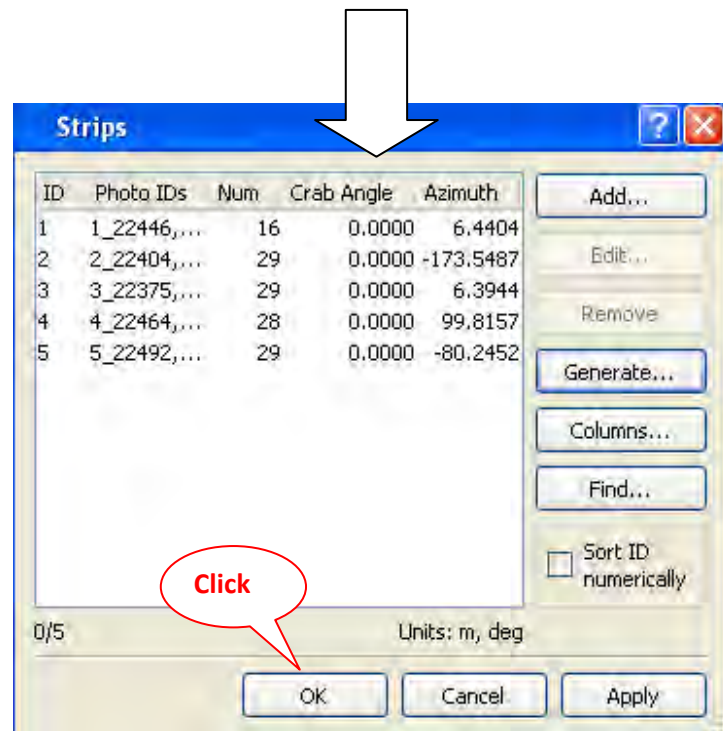 Strips
ID Photo IDs Num Crab Angle Azimuth
1 1_22446,... 16 0.0000 6.4404
2 2_22404,... 29 0.0000 -173.5487
3 3_22375,... 29 0.0000 6.3944
4 4_22464,... 28 0.0000 99.8157
5 5_22492,... 29 0.0000 -80.2452
Add...
Edit...
Remove
Generate...
Columns...
Find...
Sort ID
numerically
Click
0/5 Units: m, deg
OK Cancel Apply